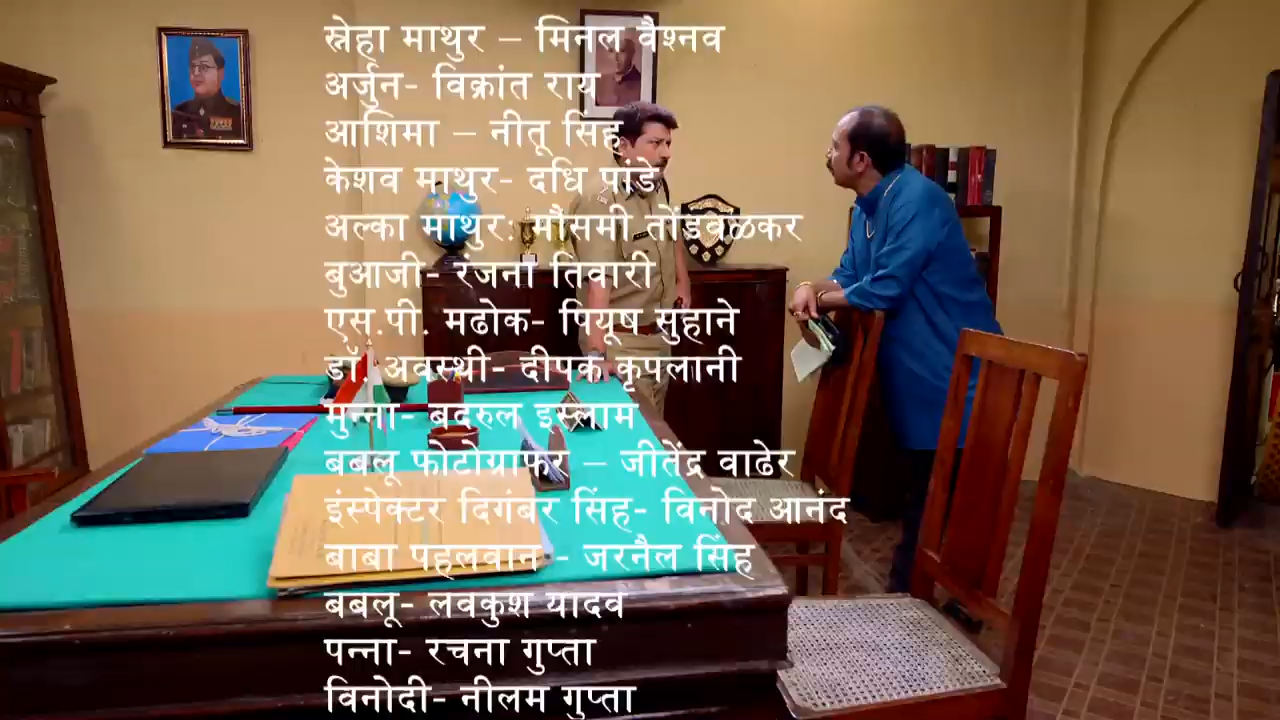 स्नेहा माथुर – मिनल वैश्नव
अर्जुन- विक्रांत राय
आशिमा – नीतू सिंह
केशव माथुर- दधि पांडे
अल्का माथुर: मौसमी तोंडवळकर
बुआजी- रंजना तिवारी
एस.पी. मढोक- पियूष सुहाने
डॉ. अवस्थी- दीपक कृपलानी
मुन्ना- बदरुल इस्लाम
बबलू फोटोग्राफर – जीतेंद्र वाढेर
इंस्पेक्टर दिगंबर सिंह- विनोद आनंद
बाबा पहलवान - जरनैल सिंह
बबलू- लवकुश यादव
पन्ना- रचना गुप्ता
विनोदी- नीलम गुप्ता